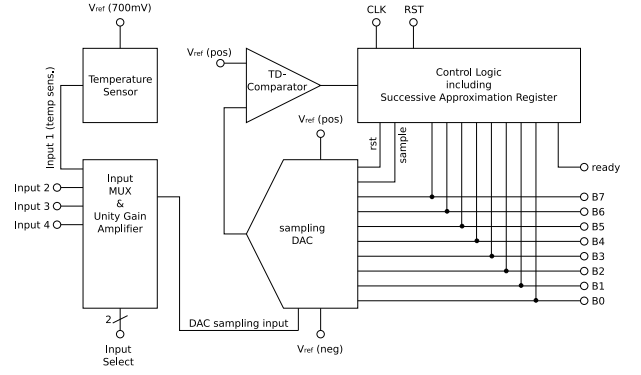 Vref (700mV)
CLK
RST
Vref (pos)
TD-
Comparator
Control Logic
including
Successive Approximation Register
Temperature
Sensor
Input 1 (temp sens,)
Vref (pos)
rst
sample
ready
Input
MUX
&
Unity Gain
Amplifier
Input 2
Input 3
Input 4
sampling
DAC
B7
B6
B5
B4
B3
B2
B1
B0
2
DAC sampling input
Input
Select
Vref (neg)